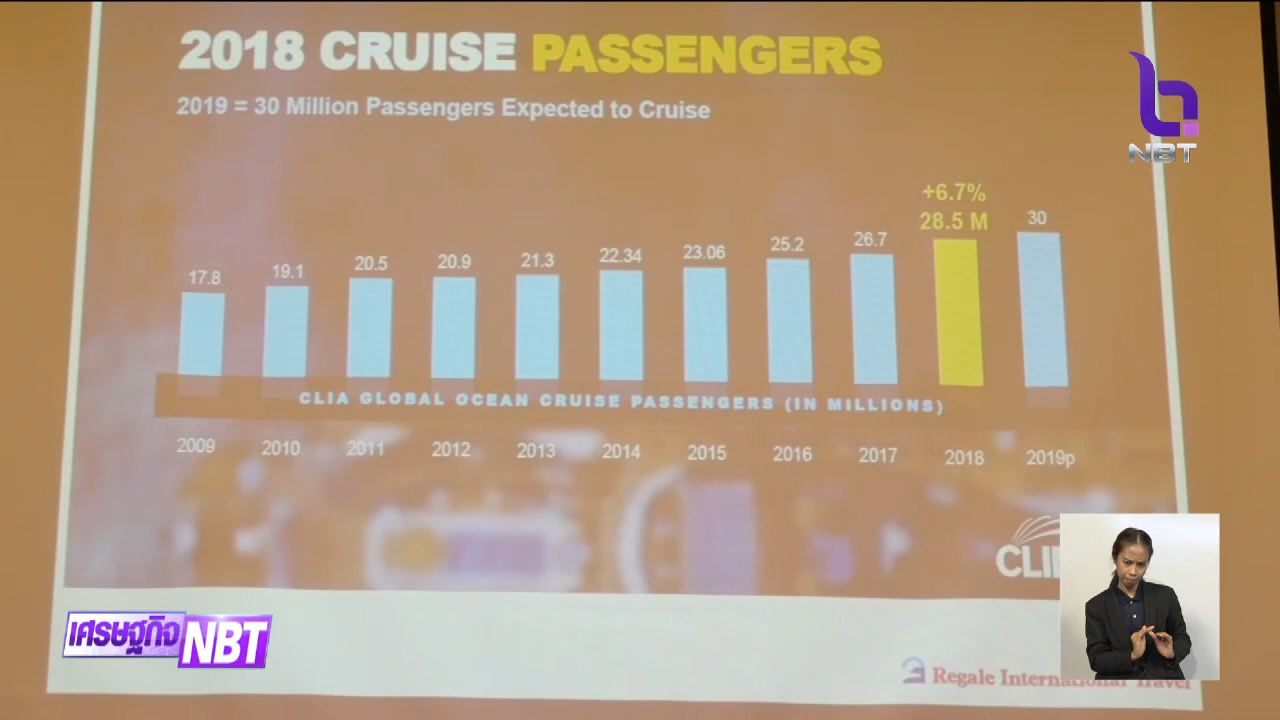 2018 CRUISE PASSENGERS
2019 = 30 Million Passengers Expected to Cruise
NBT
+6.7%
17.8 19.1 20.5 20.9 21.3 22.34 23.06 25.2 26.7 28.5 M 30
CLIA GLOBAL OCEAN CRUISE PASSENGERS (IN MILLIONS)
2009 2010 2011 2012 2013 2014 2015 2016 2017 2018 2019p
CLI
เศรษฐกิจ NBT
Regale International Travel